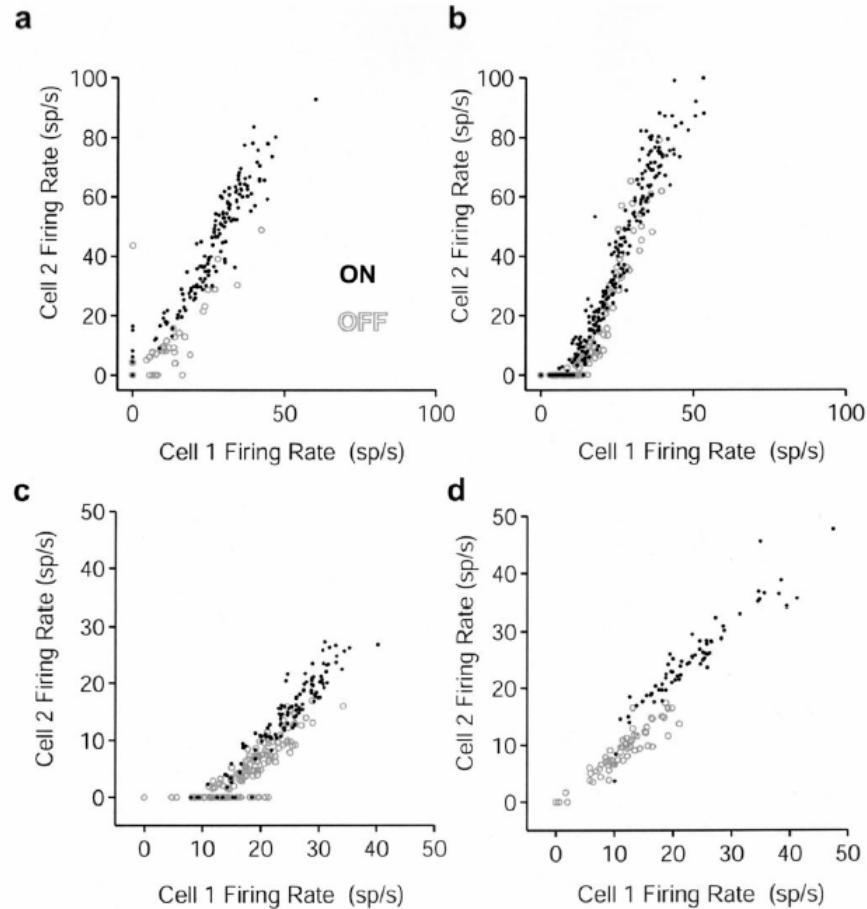 a
Cell 2 Firing Rate (sp/s)
100
80
60
40
20
0
0 50 100
Cell 1 Firing Rate (sp/s)
ON
OFF
b
Cell 2 Firing Rate (sp/s)
100
80
60
40
20
0
0 50 100
Cell 1 Firing Rate (sp/s)
c
Cell 2 Firing Rate (sp/s)
50
40
30
20
10
0
0 10 20 30 40 50
Cell 1 Firing Rate (sp/s)
d
Cell 2 Firing Rate (sp/s)
50
40
30
20
10
0
0 10 20 30 40 50
Cell 1 Firing Rate (sp/s)